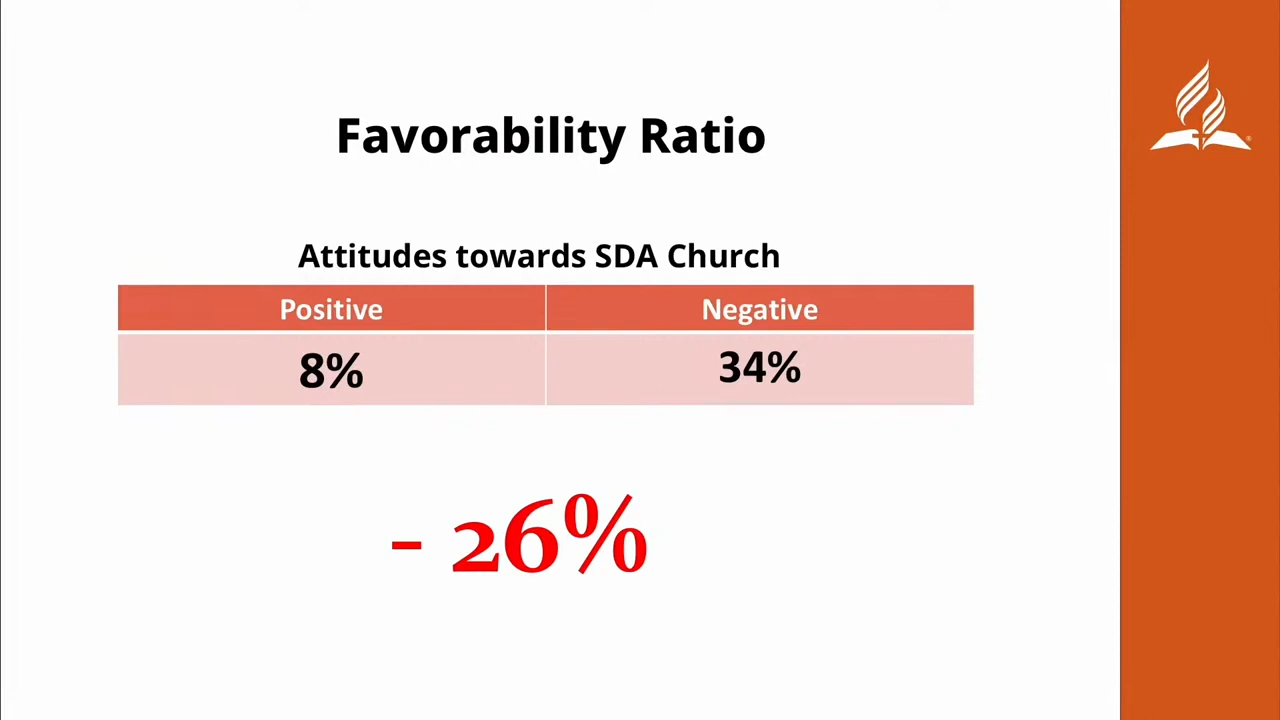 Favorability Ratio
Attitudes towards SDA Church
Positive Negative
8% 34%
- 26%